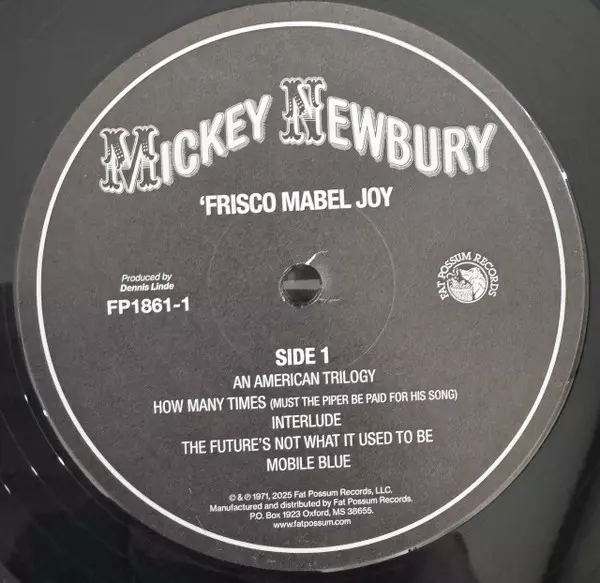 MICKEY NEWBURY
'FRISCO MABEL JOY
Produced by
Dennis Linde
FP1861-1
FAT POSSUM RECORDS
SIDE 1
AN AMERICAN TRILOGY
HOW MANY TIMES (MUST THE PIPER BE PAID FOR HIS SONG)
INTERLUDE
THE FUTURE'S NOT WHAT IT USED TO BE
MOBILE BLUE
© & ℗ 1971, 2025 Fat Possum Records, LLC.
Manufactured and distributed by Fat Possum Records.
P.O. Box 1923 Oxford, MS 38655.
www.fatpossum.com